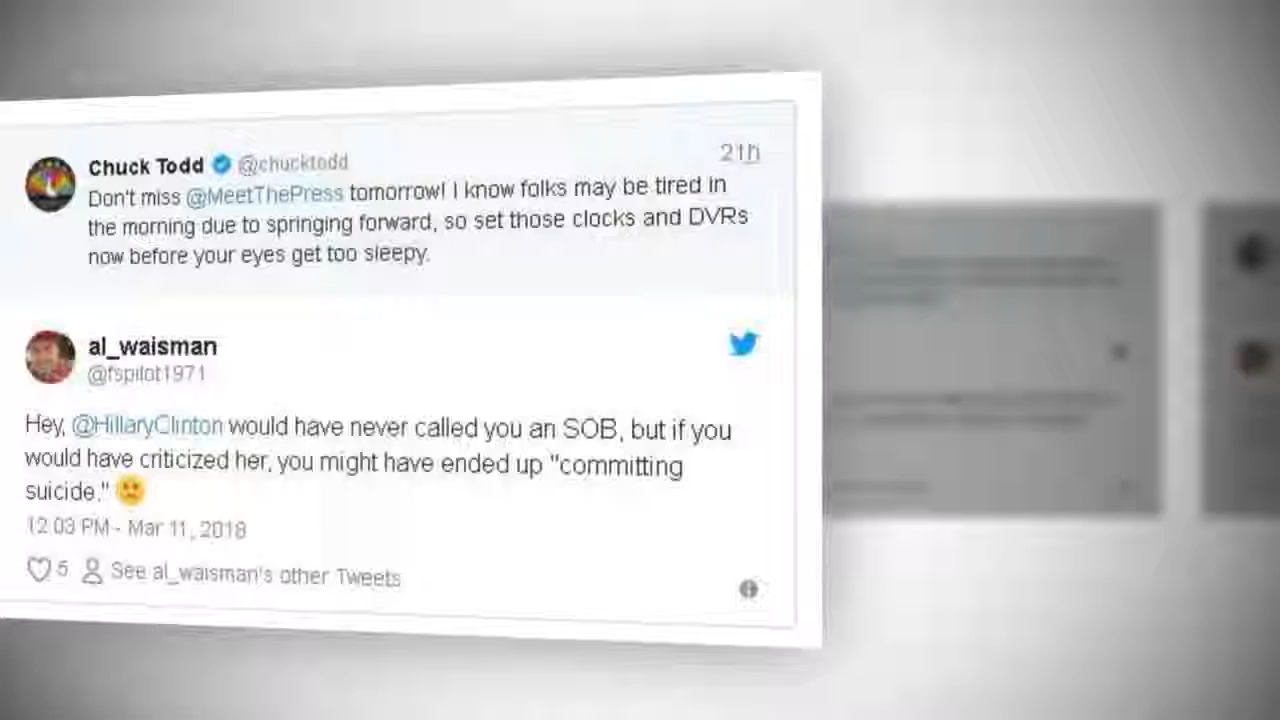 Chuck Todd @chucktodd
21h
Don't miss @MeetThePress tomorrow! I know folks may be tired in
the morning due to springing forward, so set those clocks and DVRs
now before your eyes get too sleepy.
al_waisman
@fspilot1971
Hey, @HillaryClinton would have never called you an SOB, but if you
would have criticized her, you might have ended up "committing
suicide." 🙁
12:03 PM - Mar 11, 2018
5 See al_waisman's other Tweets